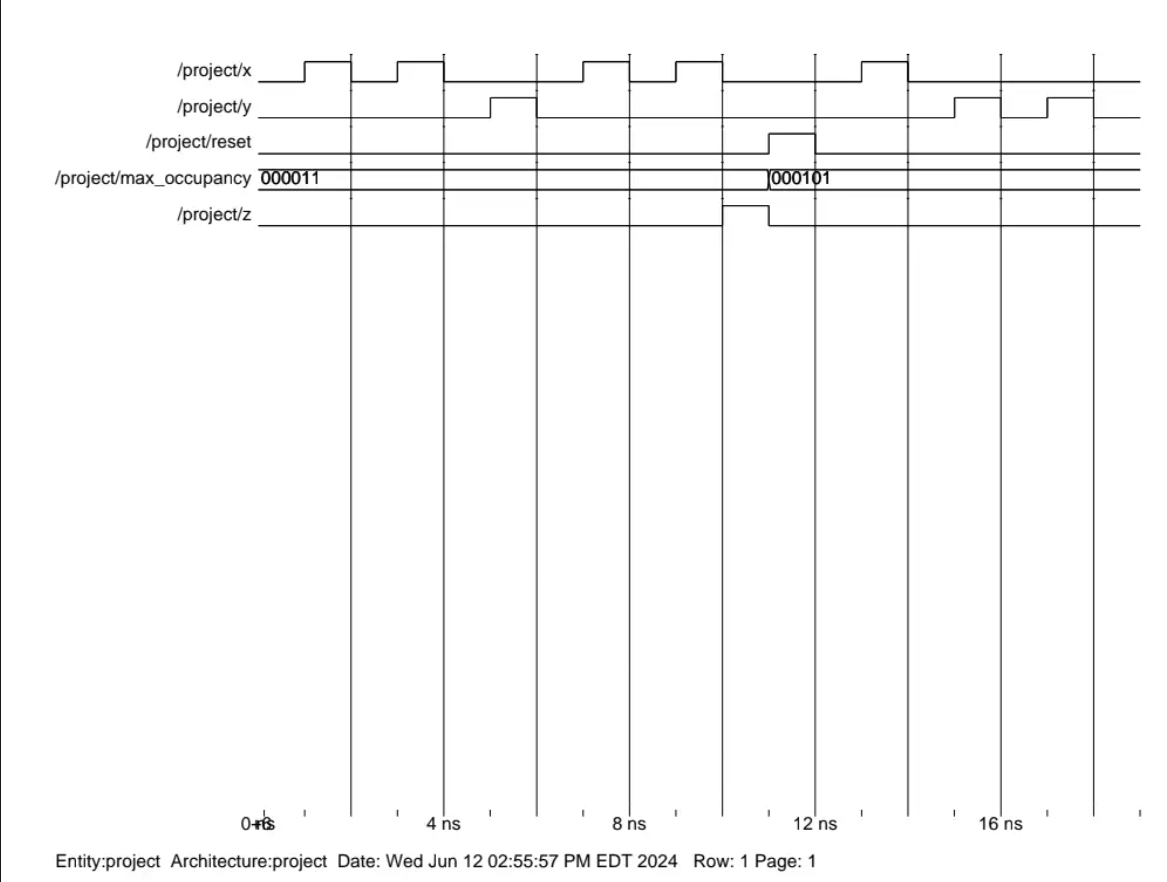 /project/x
/project/y
/project/reset
/project/max_occupancy 000011 000101
/project/z
4 ns 8 ns 12 ns 16 ns
Entity:project Architecture:project Date: Wed Jun 12 02:55:57 PM EDT 2024 Row: 1 Page: 1